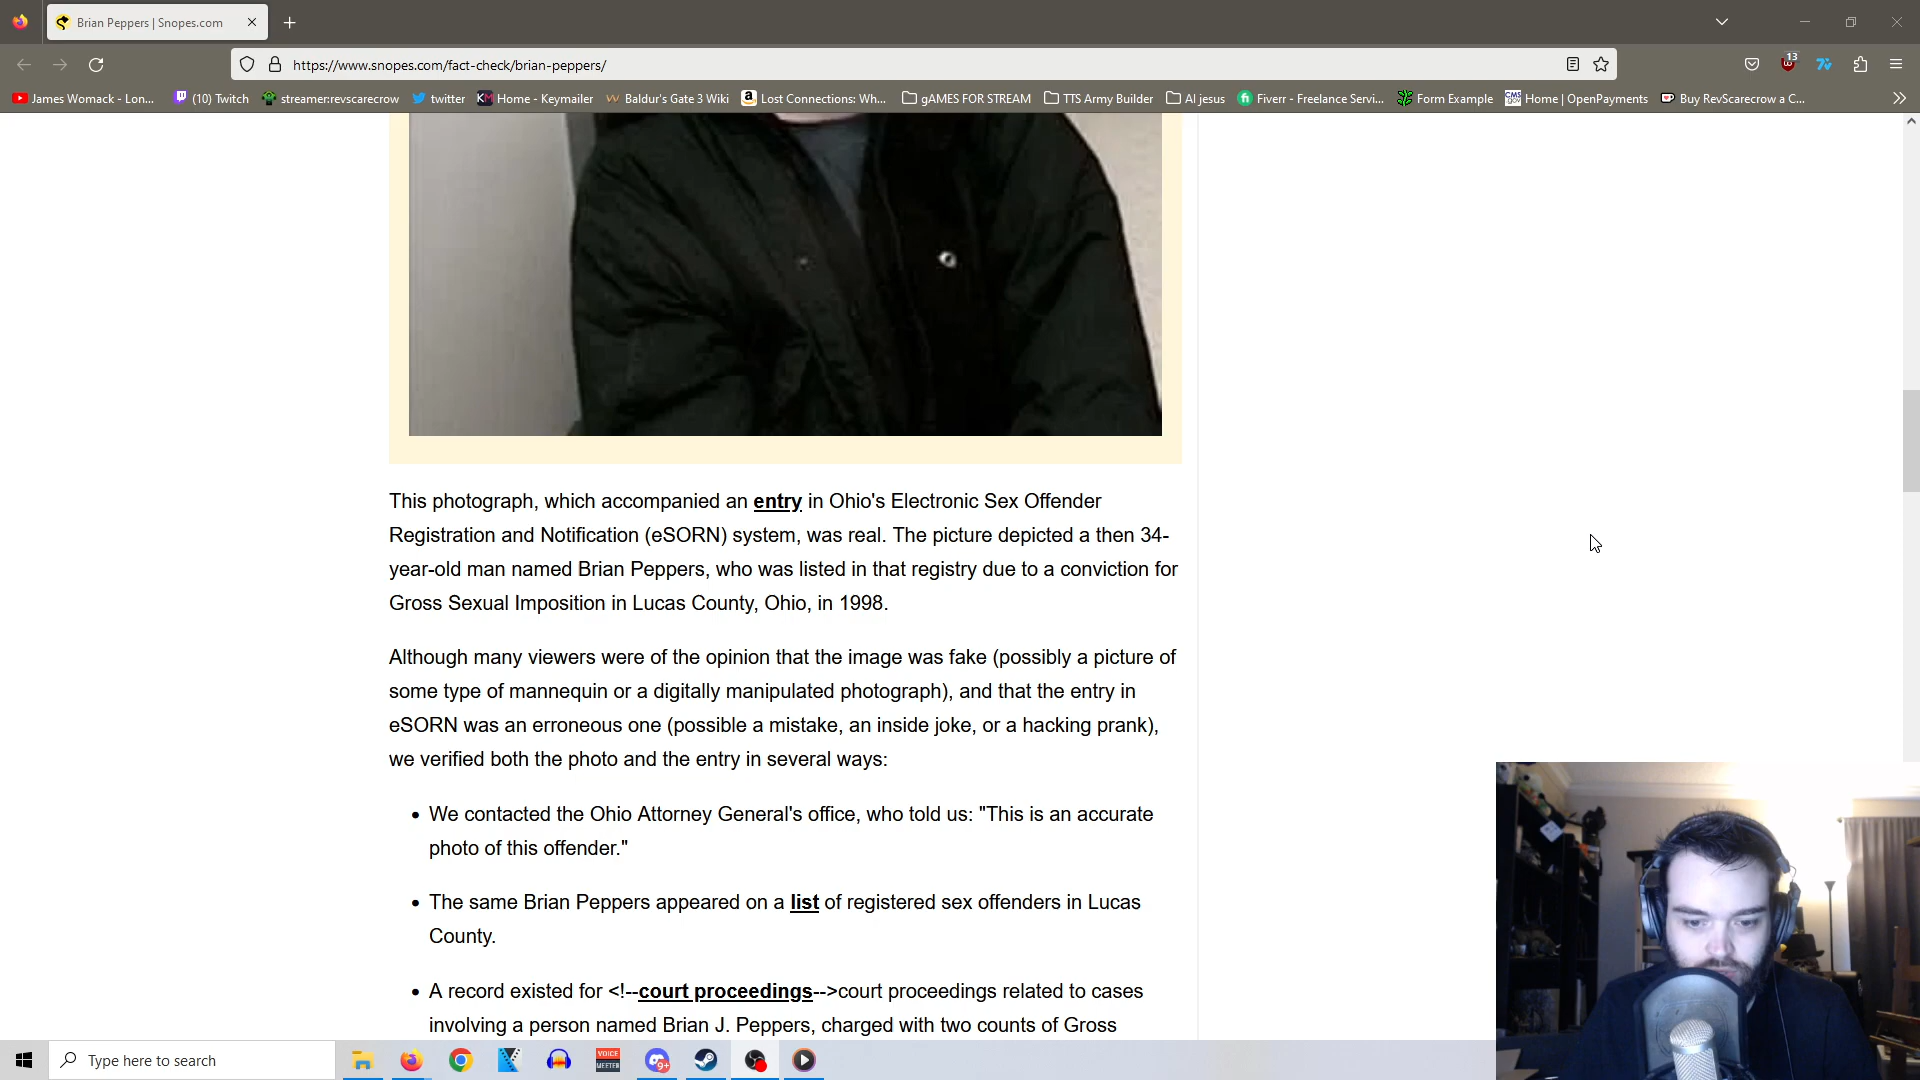 Brian Peppers | Snopes.com
https://www.snopes.com/fact-check/brian-peppers/
13
James Womack - Lon... (10) Twitch streamer:revscarecrow twitter KM Home - Keymailer Baldur's Gate 3 Wiki Lost Connections: Wh... gAMES FOR STREAM TTS Army Builder AI jesus Fiverr - Freelance Servi... Form Example Home | OpenPayments Buy RevScarecrow a C...
This photograph, which accompanied an entry in Ohio's Electronic Sex Offender
Registration and Notification (eSORN) system, was real. The picture depicted a then 34-
year-old man named Brian Peppers, who was listed in that registry due to a conviction for
Gross Sexual Imposition in Lucas County, Ohio, in 1998.
Although many viewers were of the opinion that the image was fake (possibly a picture of
some type of mannequin or a digitally manipulated photograph), and that the entry in
eSORN was an erroneous one (possible a mistake, an inside joke, or a hacking prank),
we verified both the photo and the entry in several ways:
• We contacted the Ohio Attorney General's office, who told us: "This is an accurate
photo of this offender."
• The same Brian Peppers appeared on a list of registered sex offenders in Lucas
County.
• A record existed for <!--court proceedings-->court proceedings related to cases
involving a person named Brian J. Peppers, charged with two counts of Gross
Type here to search
VOICE
MEETER
9+